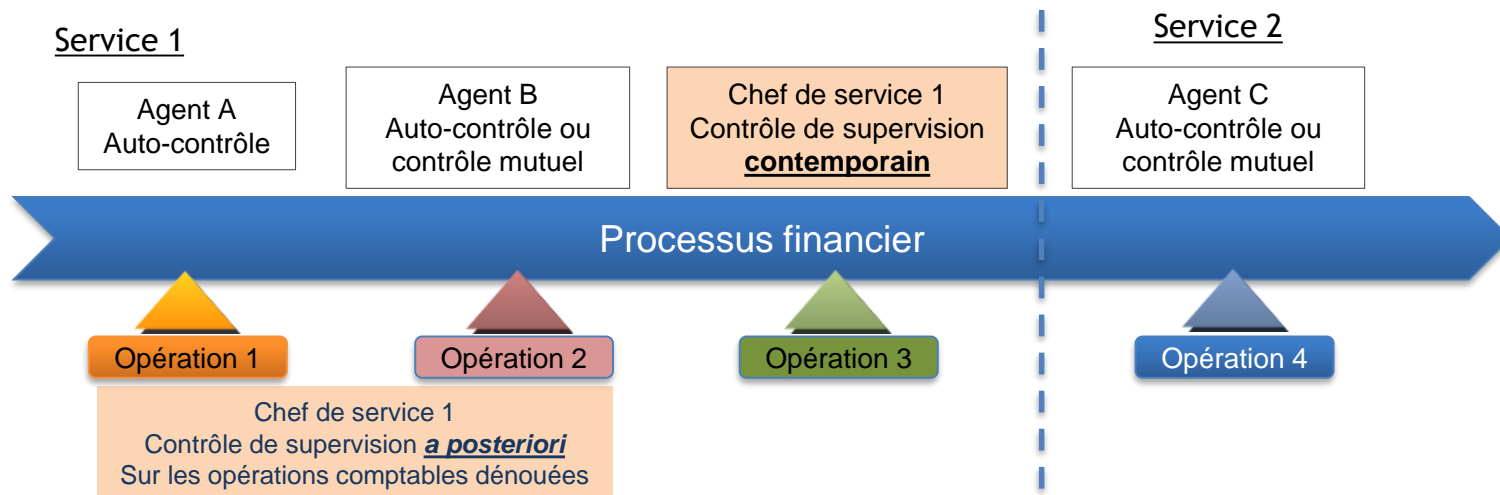 Service 1
Service 2
Agent A
Auto-contrôle
Agent B
Auto-contrôle ou
contrôle mutuel
Chef de service 1
Contrôle de supervision
contemporain
Agent C
Auto-contrôle ou
contrôle mutuel
Processus financier
Opération 1
Opération 2
Opération 3
Opération 4
Chef de service 1
Contrôle de supervision a posteriori
Sur les opérations comptables dénouées